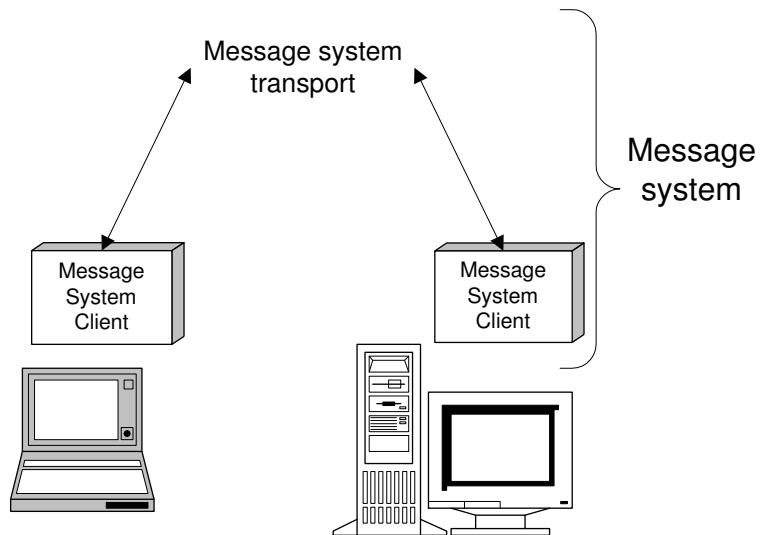 Message system
transport
Message
system
Message
System
Client
Message
System
Client